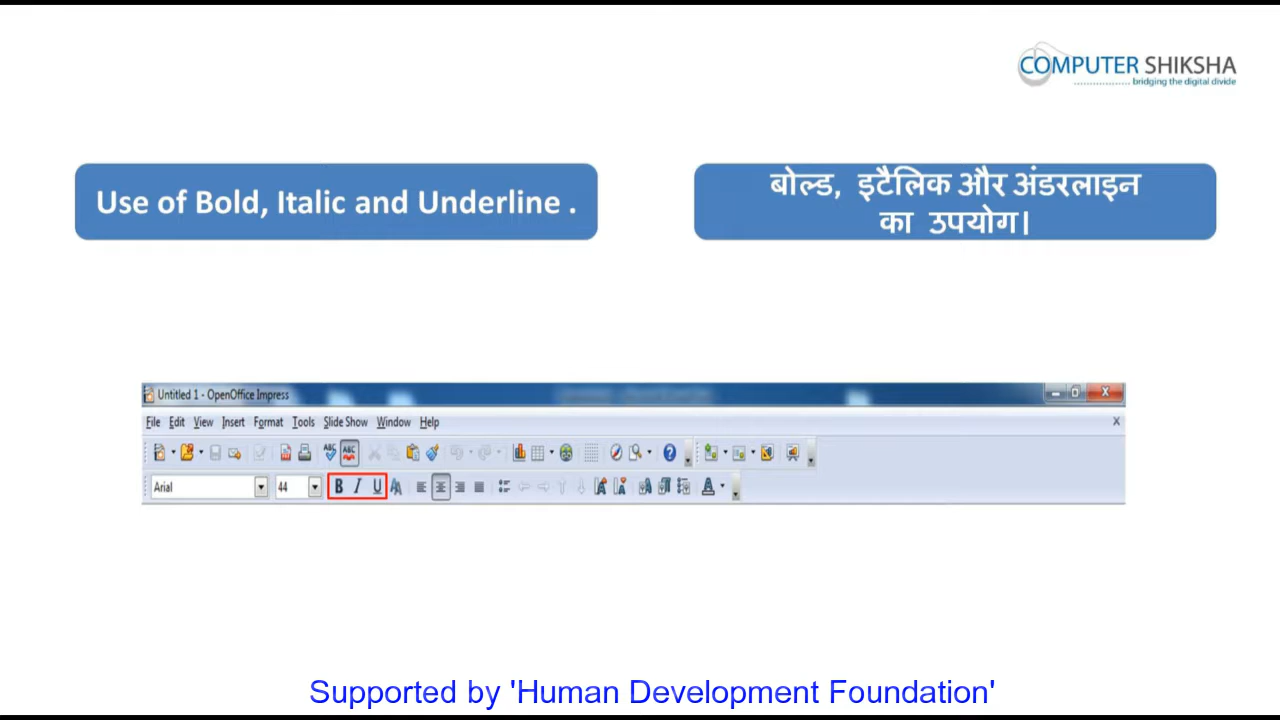 COMPUTER SHIKSHA
bridging the digital divide
Use of Bold, Italic and Underline .
बोल्ड, इटैलिक और अंडरलाइन
का उपयोग।
Untitled 1 - OpenOffice Impress
File Edit View Insert Format Tools Slide Show Window Help
Arial 44 B I U
Supported by 'Human Development Foundation'